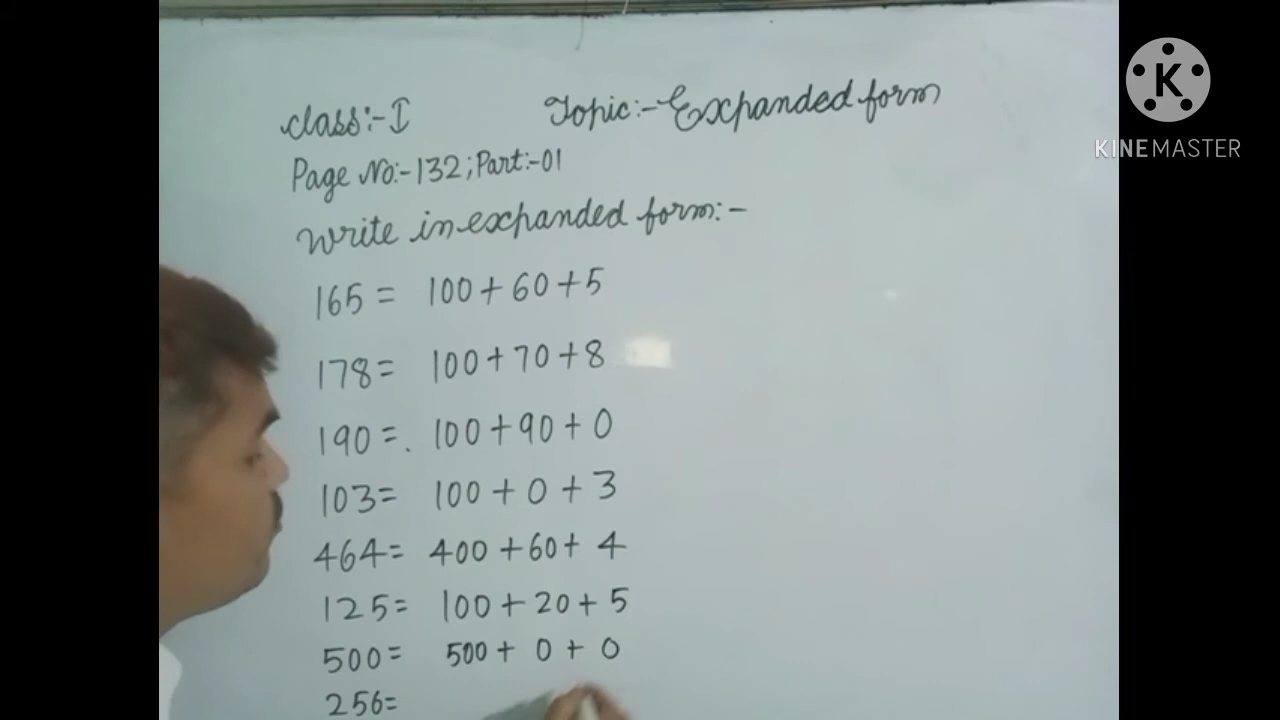 Class:- I Topic:- Expanded form
Page No:- 132; Part:- 01
Write in expanded form:-
165 = 100 + 60 + 5
178 = 100 + 70 + 8
190 = 100 + 90 + 0
103 = 100 + 0 + 3
464 = 400 + 60 + 4
125 = 100 + 20 + 5
500 = 500 + 0 + 0
256 =
K
KINEMASTER